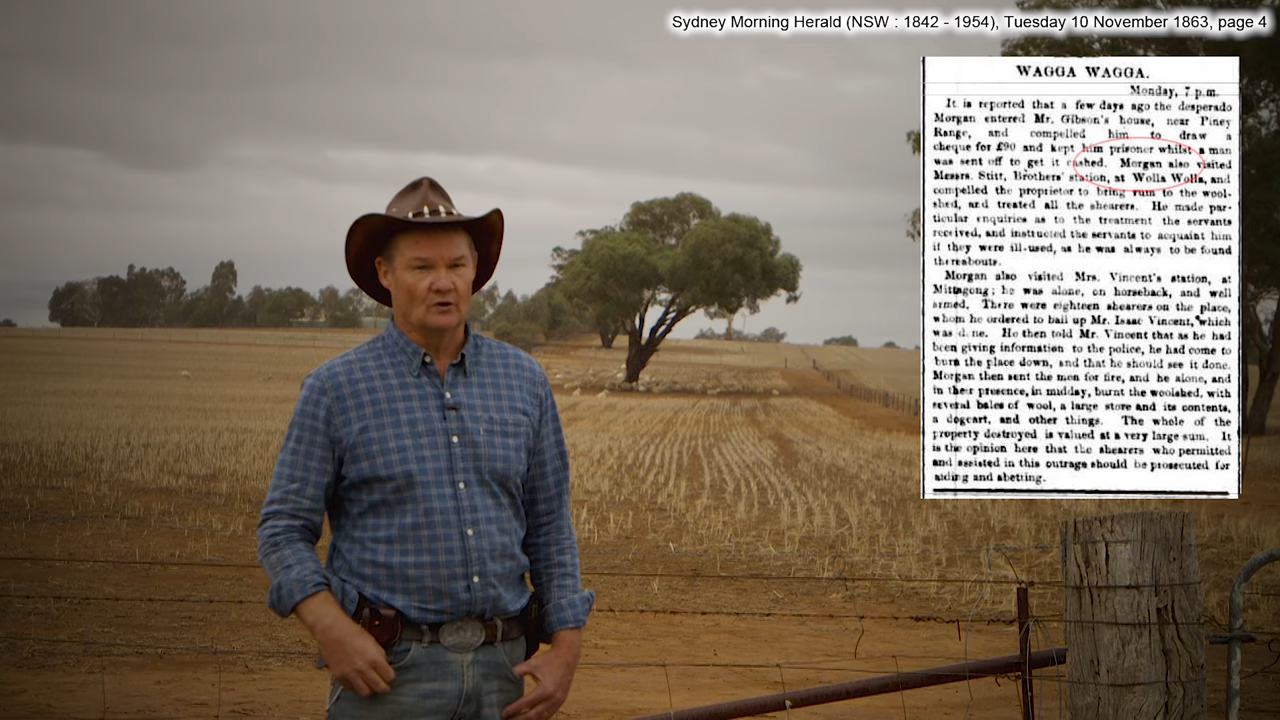 Sydney Morning Herald (NSW : 1842 - 1954), Tuesday 10 November 1863, page 4
WAGGA WAGGA.
Monday, 7 p.m.
It is reported that a few days ago the desperado
Morgan entered Mr. Gibson's house, near Piney
Range, and compelled him to draw a
cheque for £90 and kept him prisoner whilst a man
was sent off to get it cashed. Morgan also visited
Messrs. Stitt, Brothers' station, at Wolla Wolla, and
compelled the proprietor to bring rum to the wool-
shed, and treated all the shearers. He made par-
ticular enquiries as to the treatment the servants
received, and instructed the servants to acquaint him
if they were ill-used, as he was always to be found
thereabouts.
Morgan also visited Mrs. Vincent's station, at
Mittagong; he was alone, on horseback, and well
armed. There were eighteen shearers on the place,
whom he ordered to bail up Mr. Isaac Vincent, which
was done. He then told Mr. Vincent that as he had
been giving information to the police, he had come to
burn the place down, and that he should see it done.
Morgan then sent the men for fire, and he alone, and
in their presence, in midday, burnt the woolshed, with
several bales of wool, a large store and its contents,
a dogcart, and other things. The whole of the
property destroyed is valued at a very large sum. It
is the opinion here that the shearers who permitted
and assisted in this outrage should be prosecuted for
aiding and abetting.